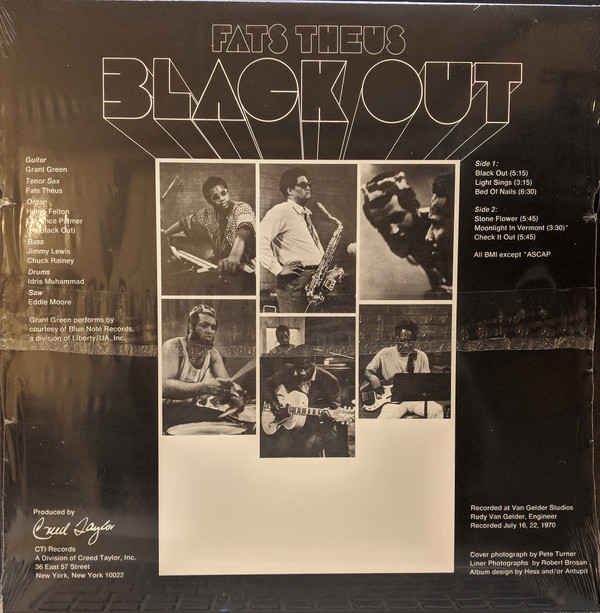 FATS THEUS
BLACK OUT
Guitar
Grant Green
Tenor Sax
Fats Theus
Organ
Felton
Palmer
Black Out)
Bass
Jimmy Lewis
Chuck Rainey
Drums
Idris Muhammad
Saw
Eddie Moore
Grant Green performs by
courtesy of Blue Note Records,
a division of Liberty/UA, Inc.
Side 1:
Black Out (5:15)
Light Sings (3:15)
Bed Of Nails (6:30)
Side 2:
Stone Flower (5:45)
Moonlight In Vermont (3:30)*
Check It Out (5:45)
All BMI except *ASCAP
Produced by
Creed Taylor
CTI Records
A Division of Creed Taylor, Inc.
36 East 57 Street
New York, New York 10022
Recorded at Van Gelder Studios
Rudy Van Gelder, Engineer
Recorded July 16, 22, 1970
Cover photograph by Pete Turner
Liner Photographs by Robert Brosan
Album design by Hess and/or Antupit